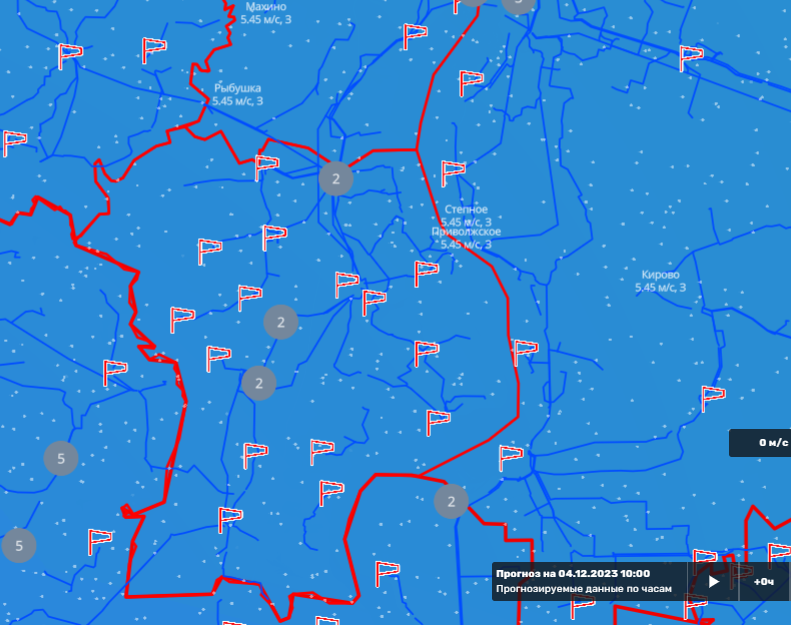 Махино
5.45 м/с, З
Рыбушка
5.45 м/с, З
2
Степное
5.45 м/с, З
Приволжское
5.45 м/с, З
Кирово
5.45 м/с, З
2
2
5
0 м/с
2
5
Прогноз на 04.12.2023 10:00
Прогнозируемые данные по часам
+0ч